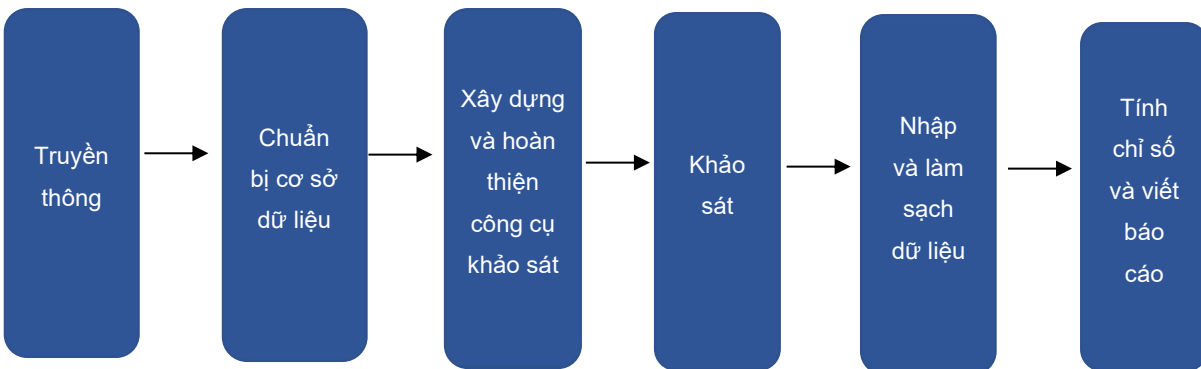 Truyền
thông
Chuẩn
bị cơ sở
dữ liệu
Xây dựng
và hoàn
thiện
công cụ
khảo sát
Khảo
sát
Nhập
và làm
sạch
dữ liệu
Tính
chỉ số
và viết
báo
cáo